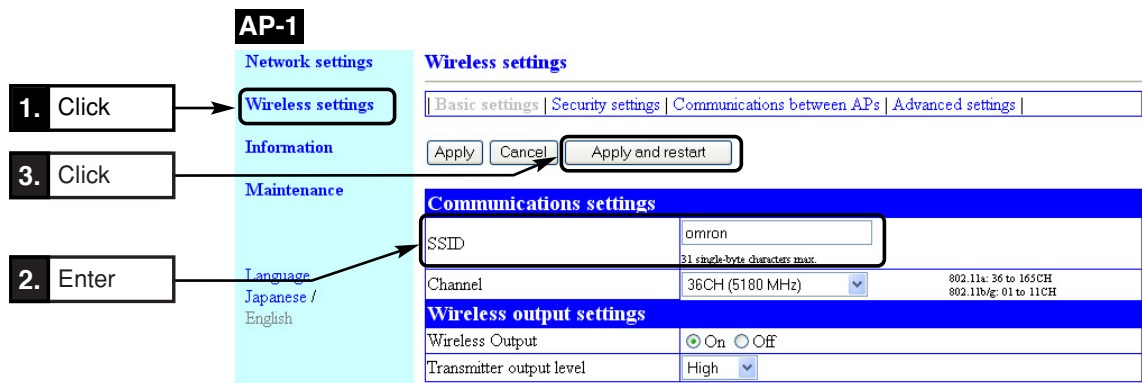 AP-1
Network settings
Wireless settings
Information
Maintenance
Language
Japanese /
English
1. Click
3. Click
2. Enter
Wireless settings
| Basic settings | Security settings | Communications between APs | Advanced settings |
Apply Cancel Apply and restart
Communications settings
SSID omron
31 single-byte characters max.
Channel 36CH (5180 MHz) 802.11a: 36 to 165CH
802.11b/g: 01 to 11CH
Wireless output settings
Wireless Output On Off
Transmitter output level High